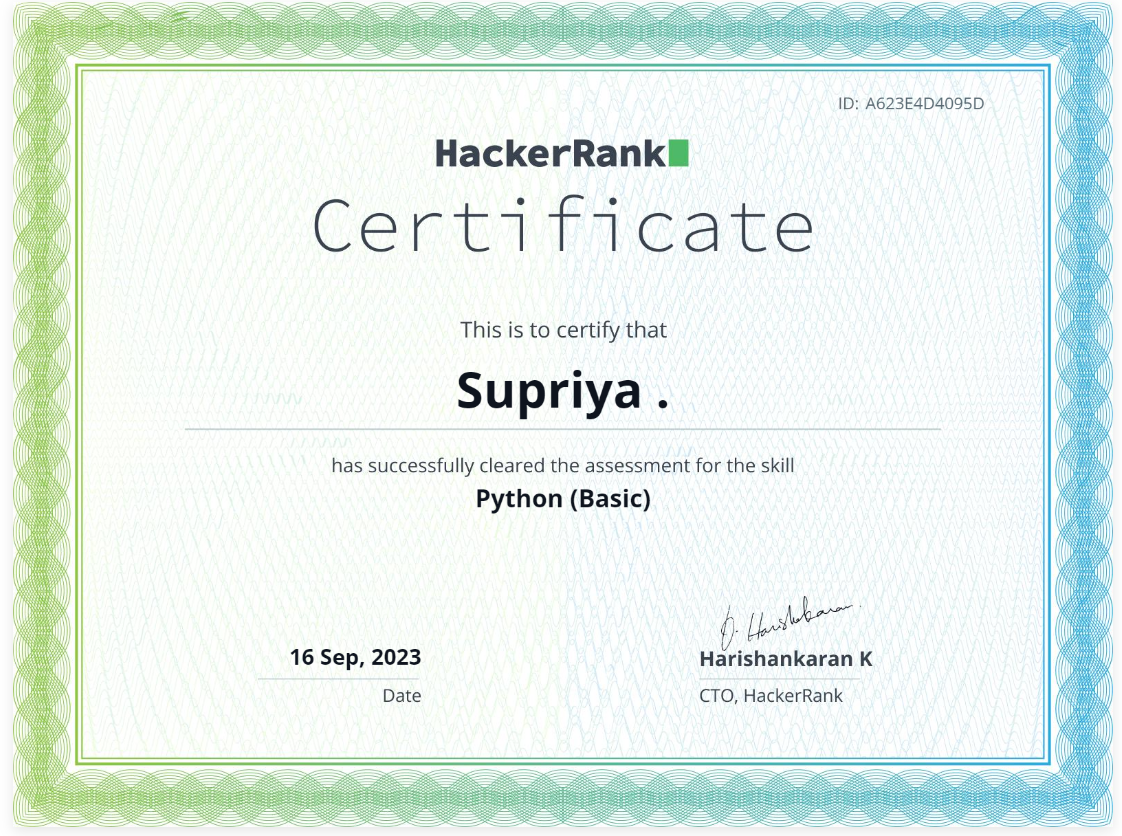 ID: A623E4D4095D
HackerRank
Certificate
This is to certify that
Supriya .
has successfully cleared the assessment for the skill
Python (Basic)
16 Sep, 2023
Date
Harishankaran K
CTO, HackerRank